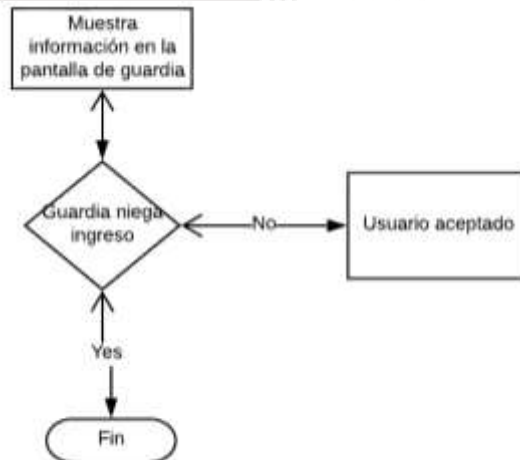 Muestra
información en la
pantalla de guardia
Guardia niega
ingreso
No
Usuario aceptado
Yes
Fin